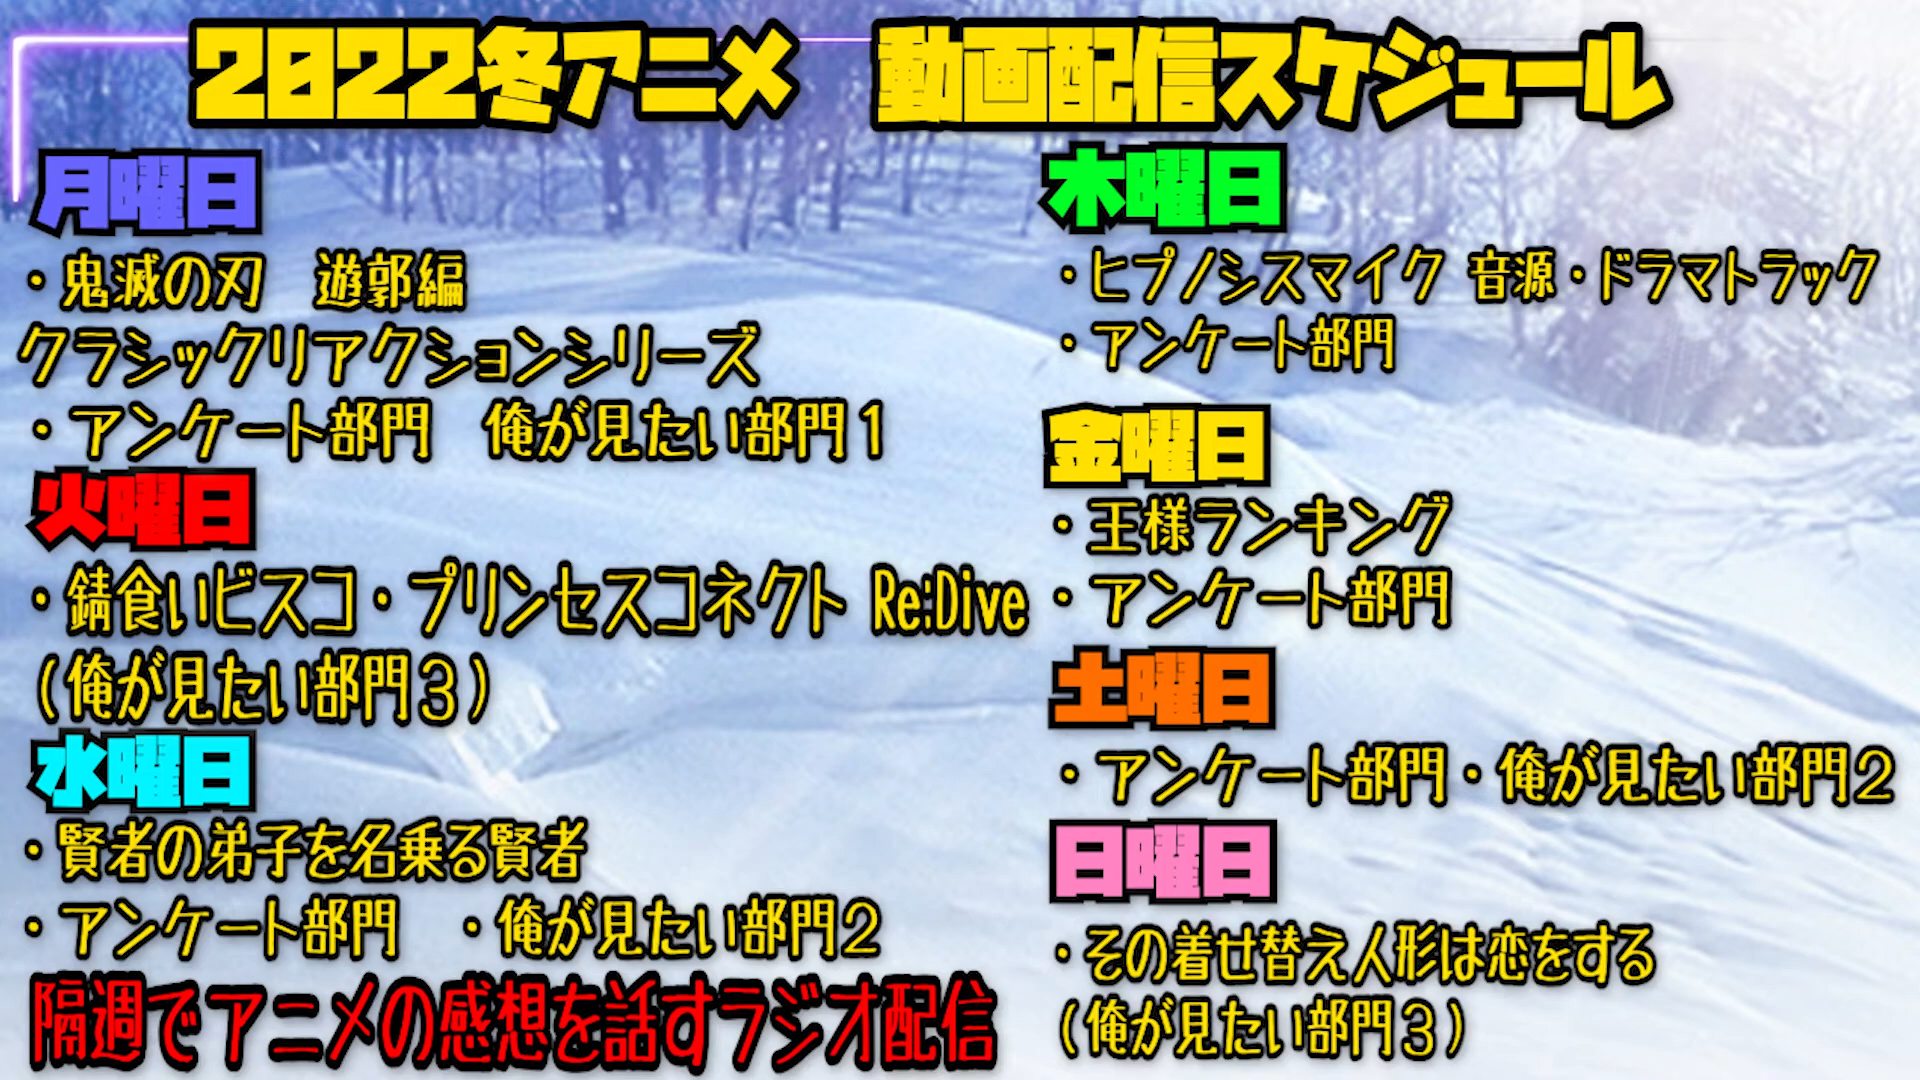 2022冬アニメ　動画配信スケジュール
月曜日
・鬼滅の刃　遊郭編
クラシックリアクションシリーズ
・アンケート部門　俺が見たい部門1
火曜日
・錆食いビスコ・プリンセスコネクト Re:Dive
（俺が見たい部門3）
水曜日
・賢者の弟子を名乗る賢者
・アンケート部門　・俺が見たい部門2
隔週でアニメの感想を話すラジオ配信
木曜日
・ヒプノシスマイク 音源・ドラマトラック
・アンケート部門
金曜日
・王様ランキング
・アンケート部門
土曜日
・アンケート部門・俺が見たい部門2
日曜日
・その着せ替え人形は恋をする
（俺が見たい部門3）